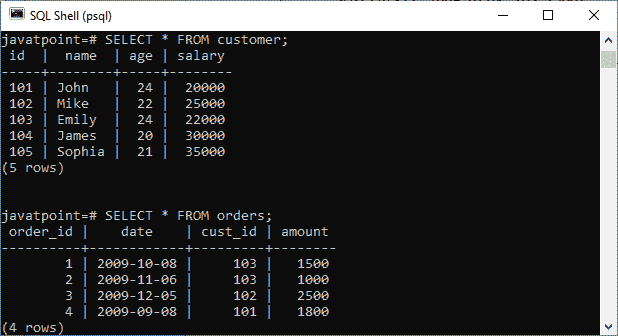 SQL Shell (psql)
javatpoint=# SELECT * FROM customer;
 id  |  name  | age | salary
-----+--------+-----+--------
 101 | John   |  24 |  20000
 102 | Mike   |  22 |  25000
 103 | Emily  |  24 |  22000
 104 | James  |  20 |  30000
 105 | Sophia |  21 |  35000
(5 rows)
javatpoint=# SELECT * FROM orders;
 order_id |    date    | cust_id | amount
----------+------------+---------+--------
        1 | 2009-10-08 |     103 |   1500
        2 | 2009-11-06 |     103 |   1000
        3 | 2009-12-05 |     102 |   2500
        4 | 2009-09-08 |     101 |   1800
(4 rows)